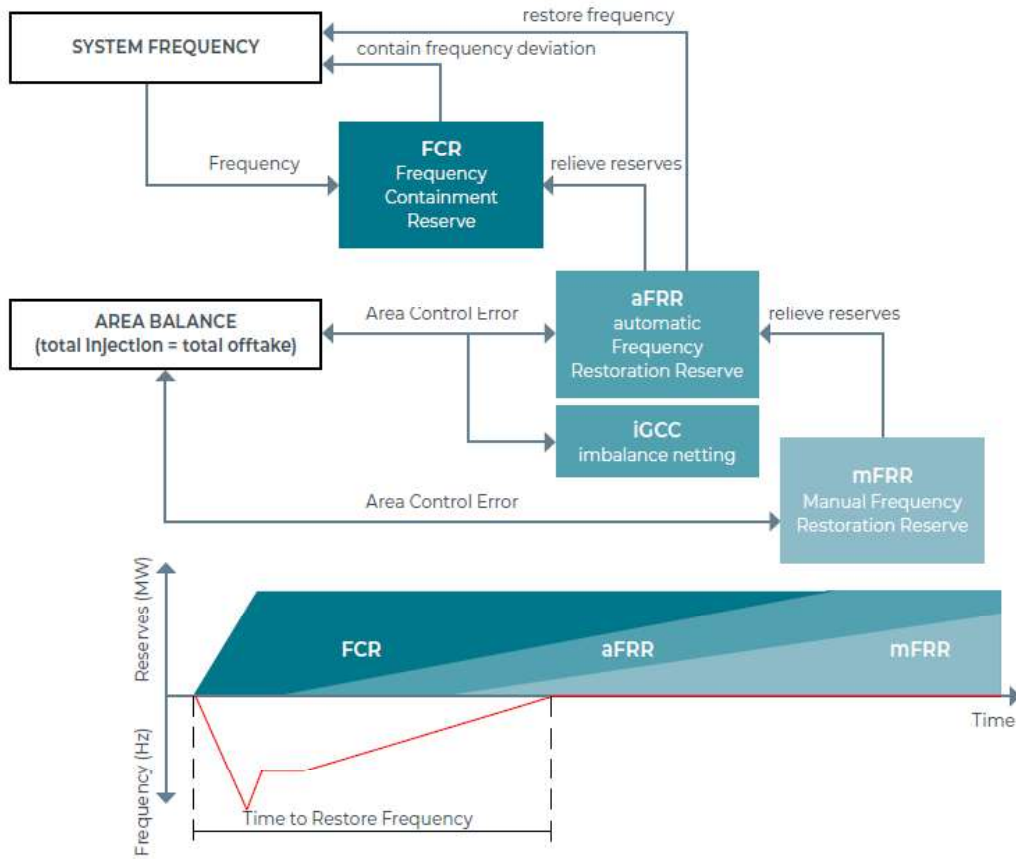 restore frequency
SYSTEM FREQUENCY
contain frequency deviation
FCR
Frequency
Containment
Reserve
Frequency
relieve reserves
aFRR
automatic
Frequency
Restoration Reserve
Area Control Error
relieve reserves
AREA BALANCE
(total injection = total offtake)
iGCC
imbalance netting
mFRR
Manual Frequency
Restoration Reserve
Area Control Error
Reserves (MW)
FCR
aFRR
mFRR
Time
Frequency (Hz)
Time to Restore Frequency